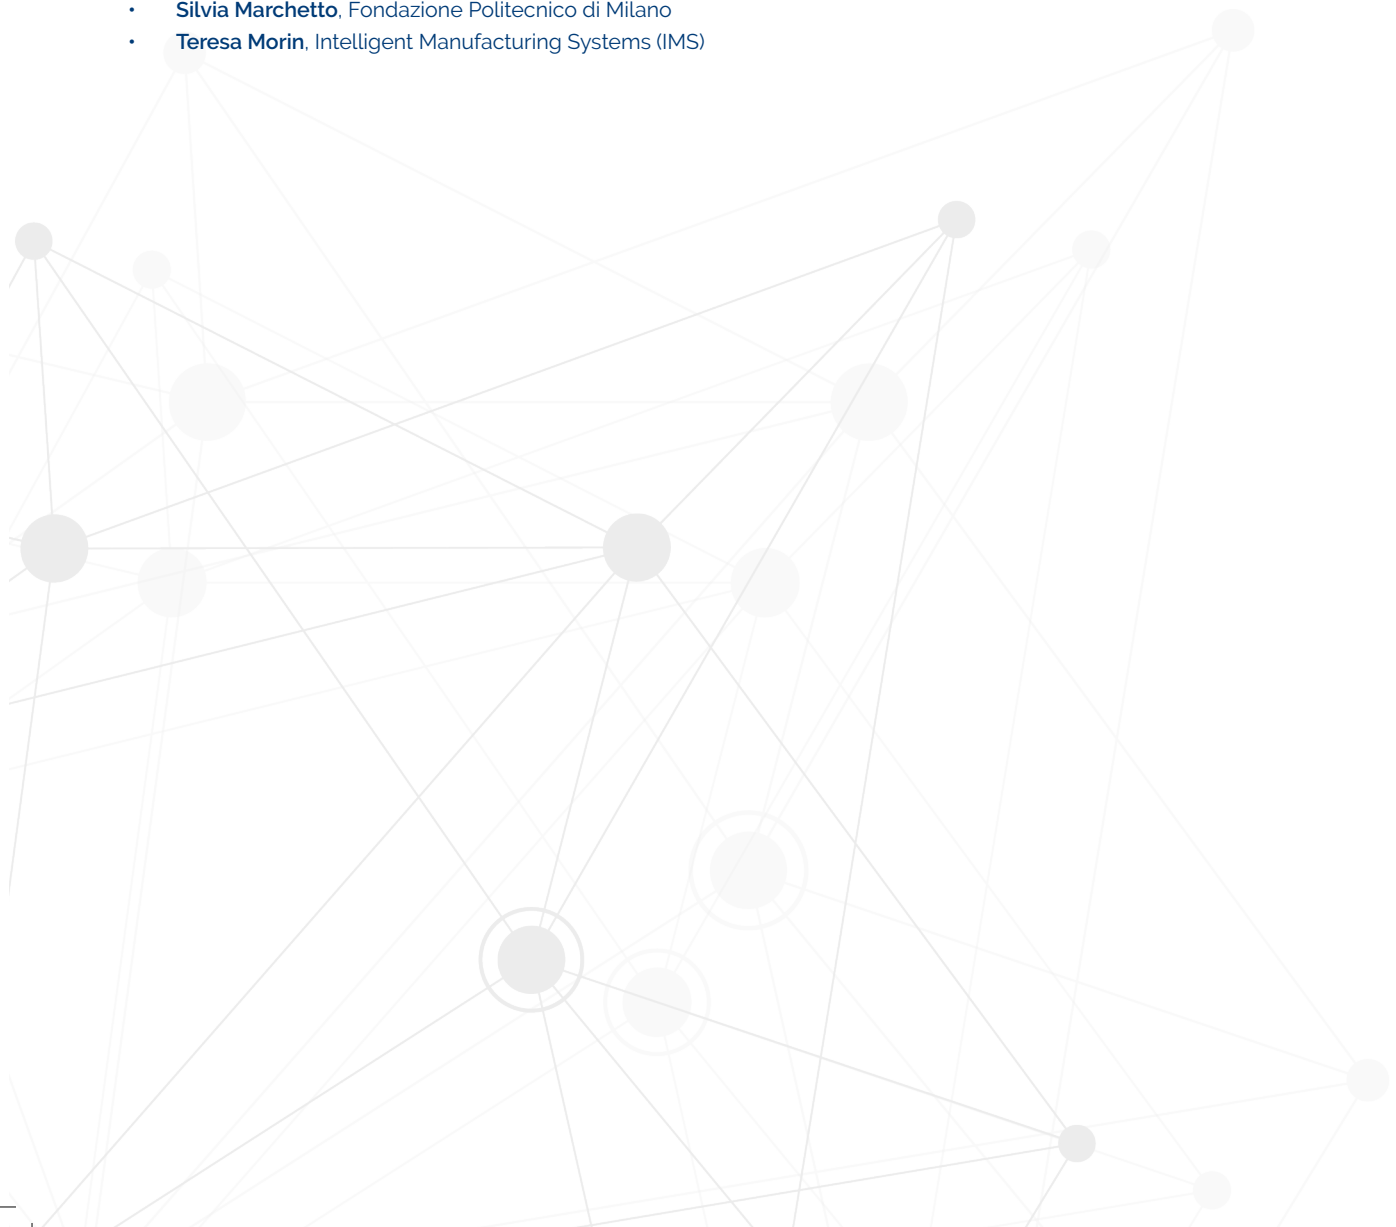 • Silvia Marchetto, Fondazione Politecnico di Milano
• Teresa Morin, Intelligent Manufacturing Systems (IMS)